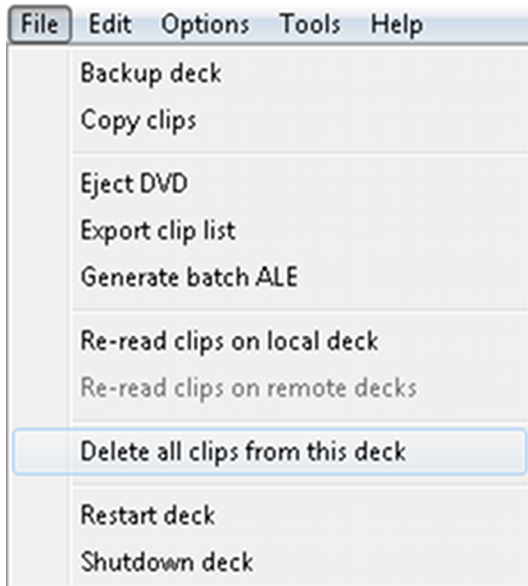 File Edit Options Tools Help
Backup deck
Copy clips
Eject DVD
Export clip list
Generate batch ALE
Re-read clips on local deck
Re-read clips on remote decks
Delete all clips from this deck
Restart deck
Shutdown deck